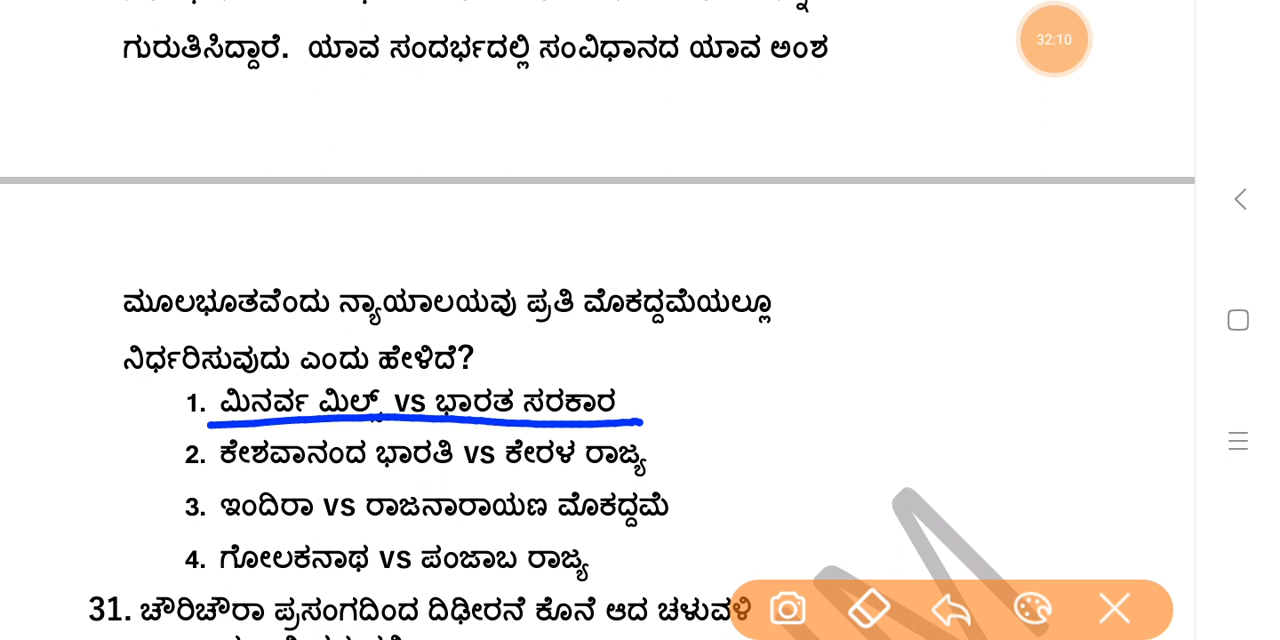 ಗುರುತಿಸಿದ್ದಾರೆ. ಯಾವ ಸಂದರ್ಭದಲ್ಲಿ ಸಂವಿಧಾನದ ಯಾವ ಅಂಶ
32:10
ಮೂಲಭೂತವೆಂದು ನ್ಯಾಯಾಲಯವು ಪ್ರತಿ ಮೊಕದ್ದಮೆಯಲ್ಲೂ
ನಿರ್ಧರಿಸುವುದು ಎಂದು ಹೇಳಿದೆ?
1. ಮಿನರ್ವ ಮಿಲ್ಸ್ vs ಭಾರತ ಸರಕಾರ
2. ಕೇಶವಾನಂದ ಭಾರತಿ vs ಕೇರಳ ರಾಜ್ಯ
3. ಇಂದಿರಾ vs ರಾಜನಾರಾಯಣ ಮೊಕದ್ದಮೆ
4. ಗೋಲಕನಾಥ vs ಪಂಜಾಬ ರಾಜ್ಯ
31. ಚೌರಿಚೌರಾ ಪ್ರಸಂಗದಿಂದ ದಿಢೀರನೆ ಕೊನೆ ಆದ ಚಳುವಳಿ